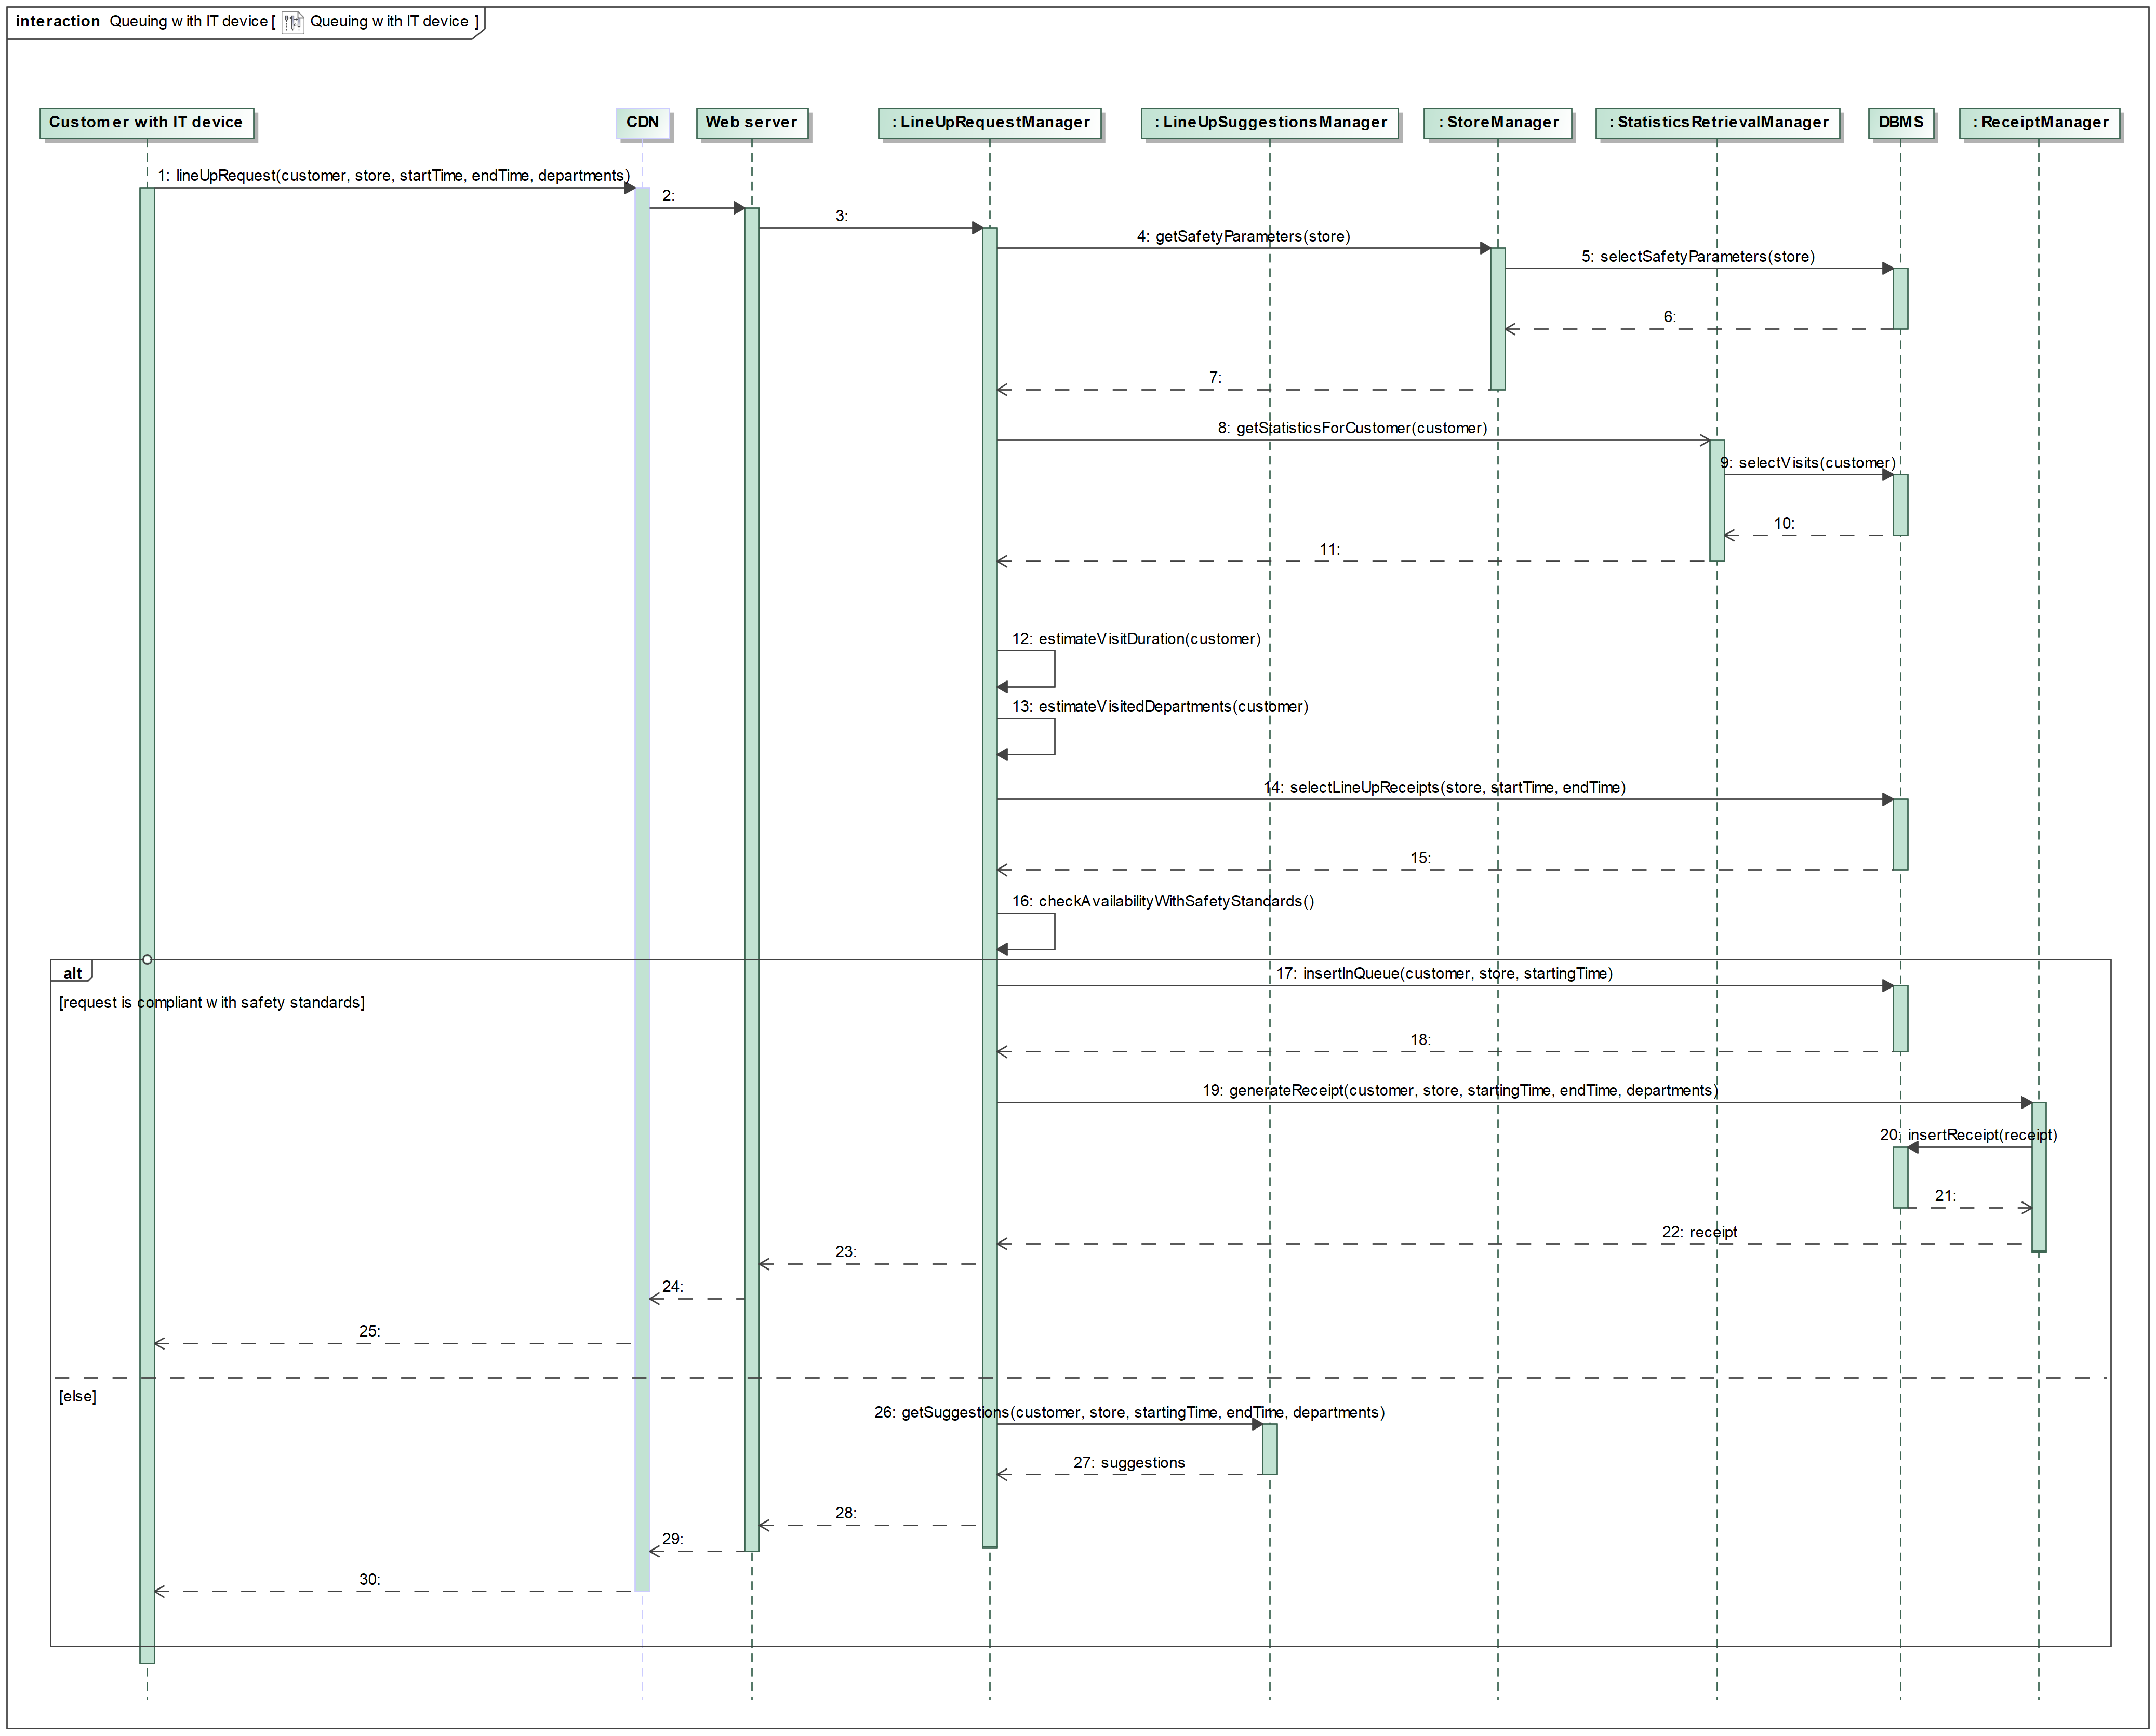 interaction Queuing with IT device [ Queuing with IT device ]
Customer with IT device
CDN
Web server
: LineUpRequestManager
: LineUpSuggestionsManager
: StoreManager
: StatisticsRetrievalManager
DBMS
: ReceiptManager
1: lineUpRequest(customer, store, startTime, endTime, departments)
2:
3:
4: getSafetyParameters(store)
5: selectSafetyParameters(store)
6:
7:
8: getStatisticsForCustomer(customer)
9: selectVisits(customer)
10:
11:
12: estimateVisitDuration(customer)
13: estimateVisitedDepartments(customer)
14: selectLineUpReceipts(store, startTime, endTime)
15:
16: checkAvailabilityWithSafetyStandards()
alt
17: insertInQueue(customer, store, startingTime)
[request is compliant with safety standards]
18:
19: generateReceipt(customer, store, startingTime, endTime, departments)
20: insertReceipt(receipt)
21:
22: receipt
23:
24:
25:
[else]
26: getSuggestions(customer, store, startingTime, endTime, departments)
27: suggestions
28:
29:
30: